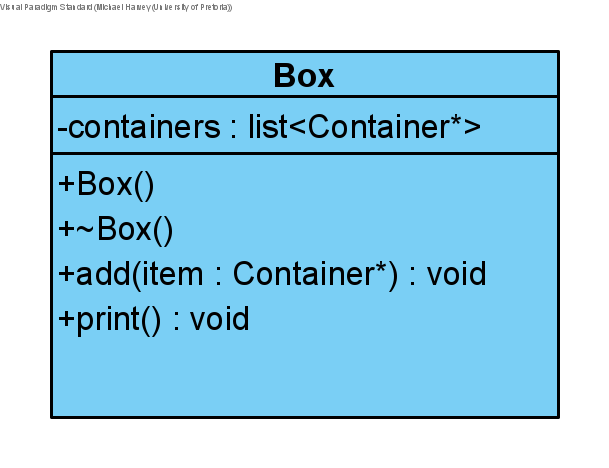 Visual Paradigm Standard (Michael Harvey (University of Pretoria))
Box
-containers : list<Container*>
+Box()
+~Box()
+add(item : Container*) : void
+print() : void